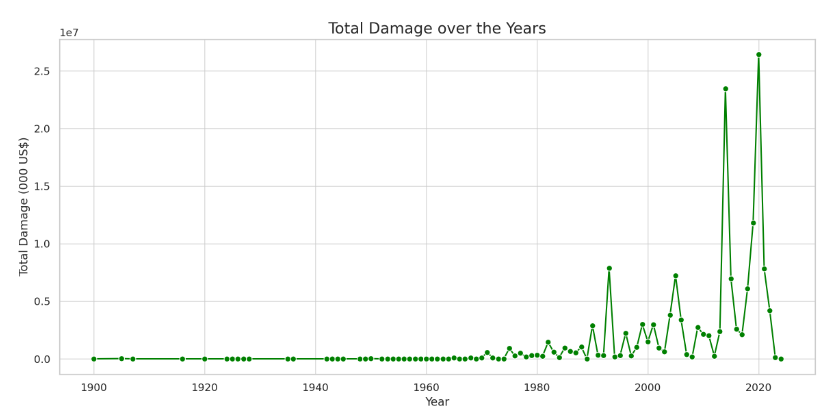 Total Damage over the Years
1e7
2.5
2.0
1.5
1.0
0.5
0.0
Total Damage (000 US$)
1900 1920 1940 1960 1980 2000 2020
Year